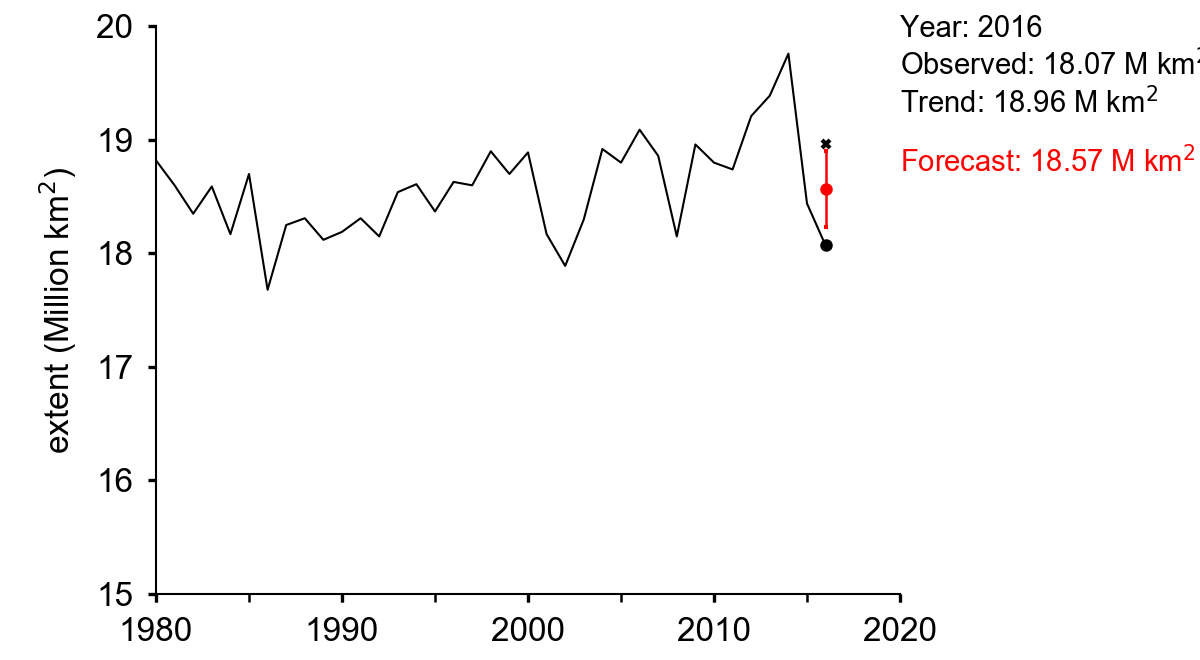 20
19
18
17
16
15
1980
1990
2000
2010
2020
extent (Million km²)
Year: 2016
Observed: 18.07 M km²
Trend: 18.96 M km²
Forecast: 18.57 M km²